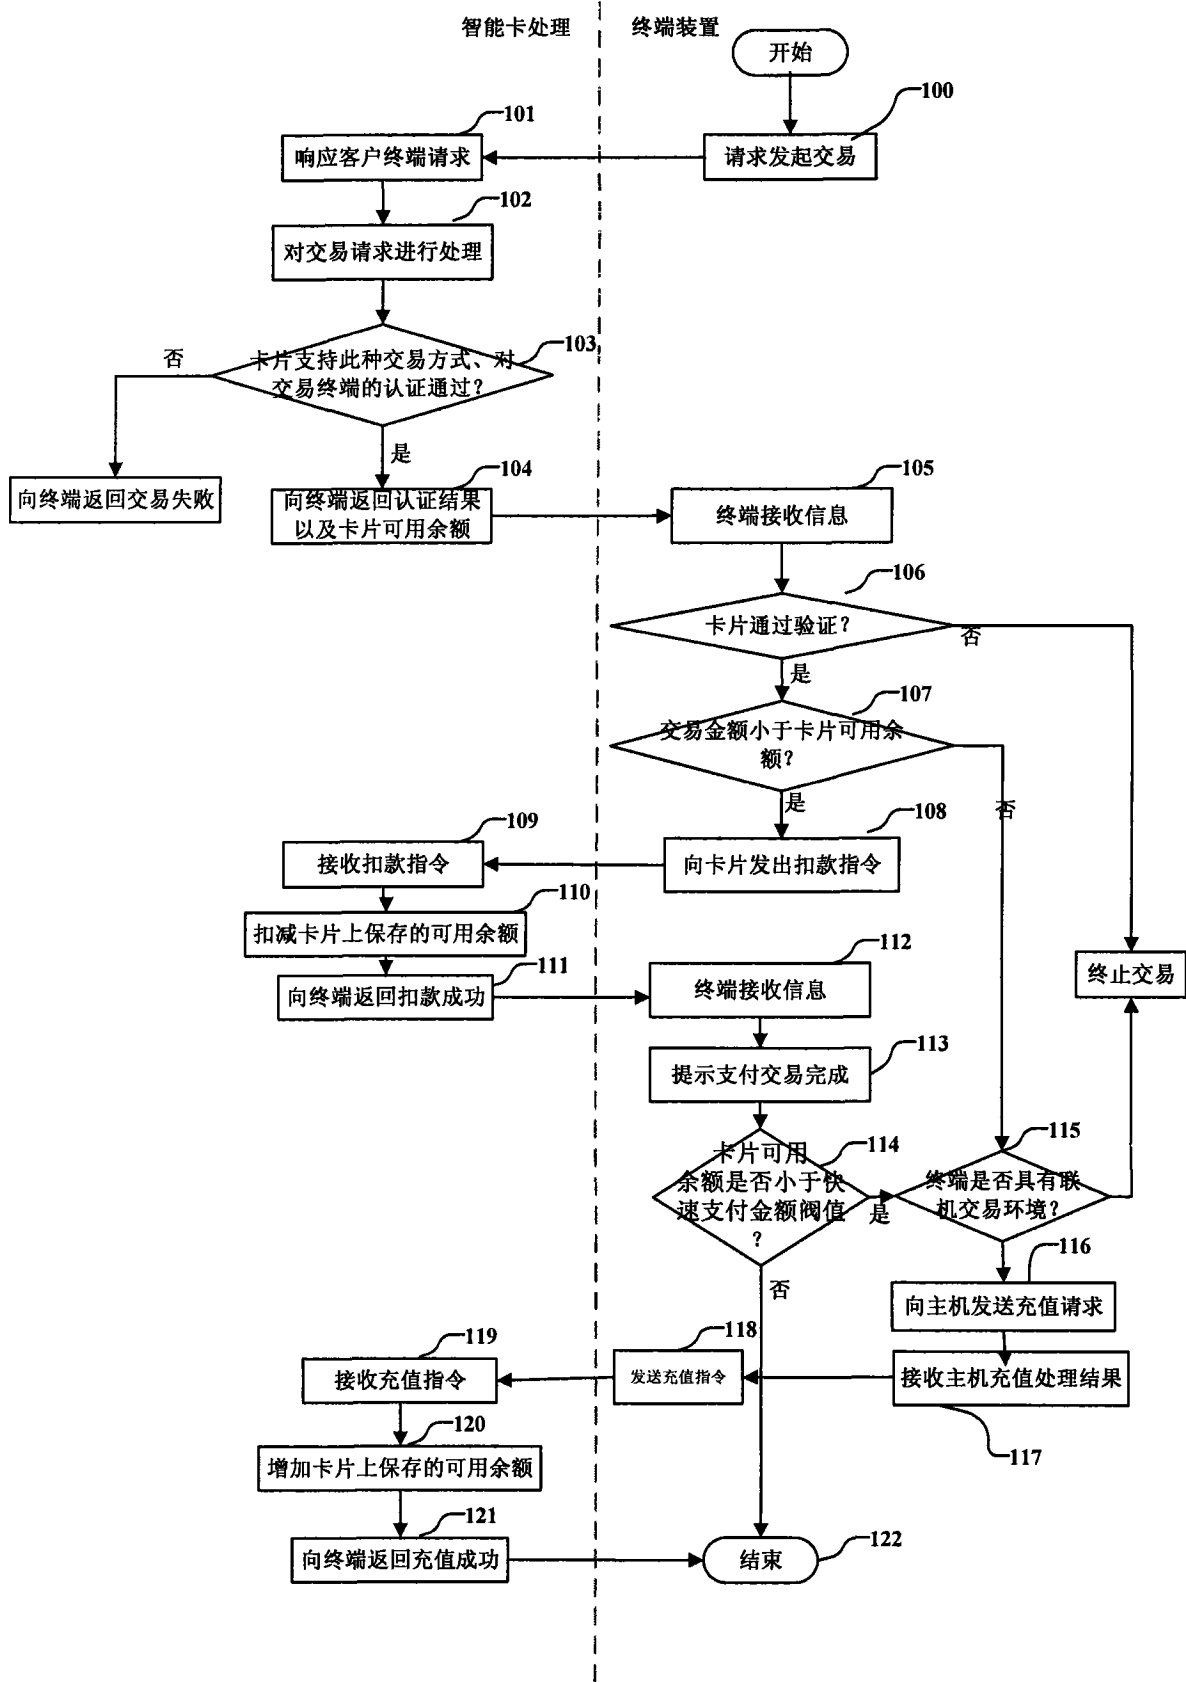 智能卡处理
终端装置
开始
100
请求发起交易
101
响应客户终端请求
102
对交易请求进行处理
103
卡片支持此种交易方式、对
交易终端的认证通过?
否
是
向终端返回交易失败
104
向终端返回认证结果
以及卡片可用余额
105
终端接收信息
106
卡片通过验证?
否
是
107
交易金额小于卡片可用余
额?
否
是
108
向卡片发出扣款指令
109
接收扣款指令
110
扣减卡片上保存的可用余额
111
向终端返回扣款成功
112
终端接收信息
终止交易
113
提示支付交易完成
114
卡片可用
余额是否小于快
速支付金额阀值
?
是
否
115
终端是否具有联
机交易环境?
116
向主机发送充值请求
接收主机充值处理结果
117
118
发送充值指令
119
接收充值指令
120
增加卡片上保存的可用余额
121
向终端返回充值成功
结束
122